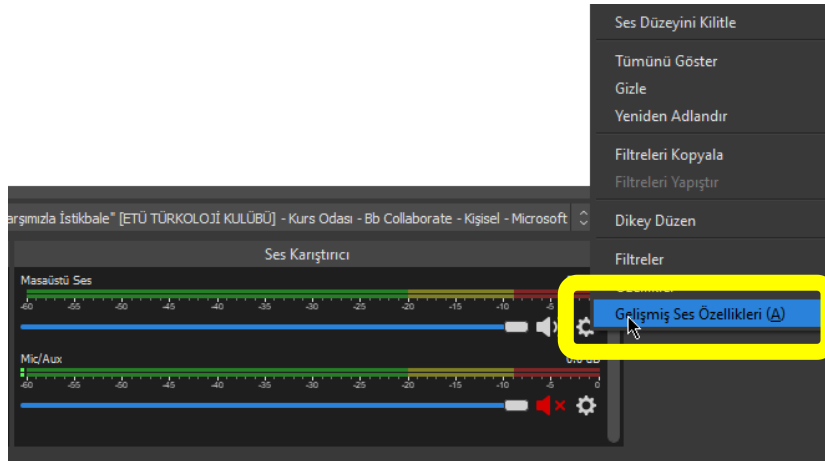 Ses Düzeyini Kilitle
Tümünü Göster
Gizle
Yeniden Adlandır
Filtreleri Kopyala
Filtreleri Yapıştır
Dikey Düzen
Filtreler
Gelişmiş Ses Özellikleri (A)
arşımızla İstikbale" [ETÜ TÜRKOLOJİ KULÜBÜ] - Kurs Odası - Bb Collaborate - Kişisel - Microsoft
Ses Karıştırıcı
Masaüstü Ses
-60 -55 -50 -45 -40 -35 -30 -25 -20 -15 -10 -5
Mic/Aux 0.0 dB
-60 -55 -50 -45 -40 -35 -30 -25 -20 -15 -10 -5 0